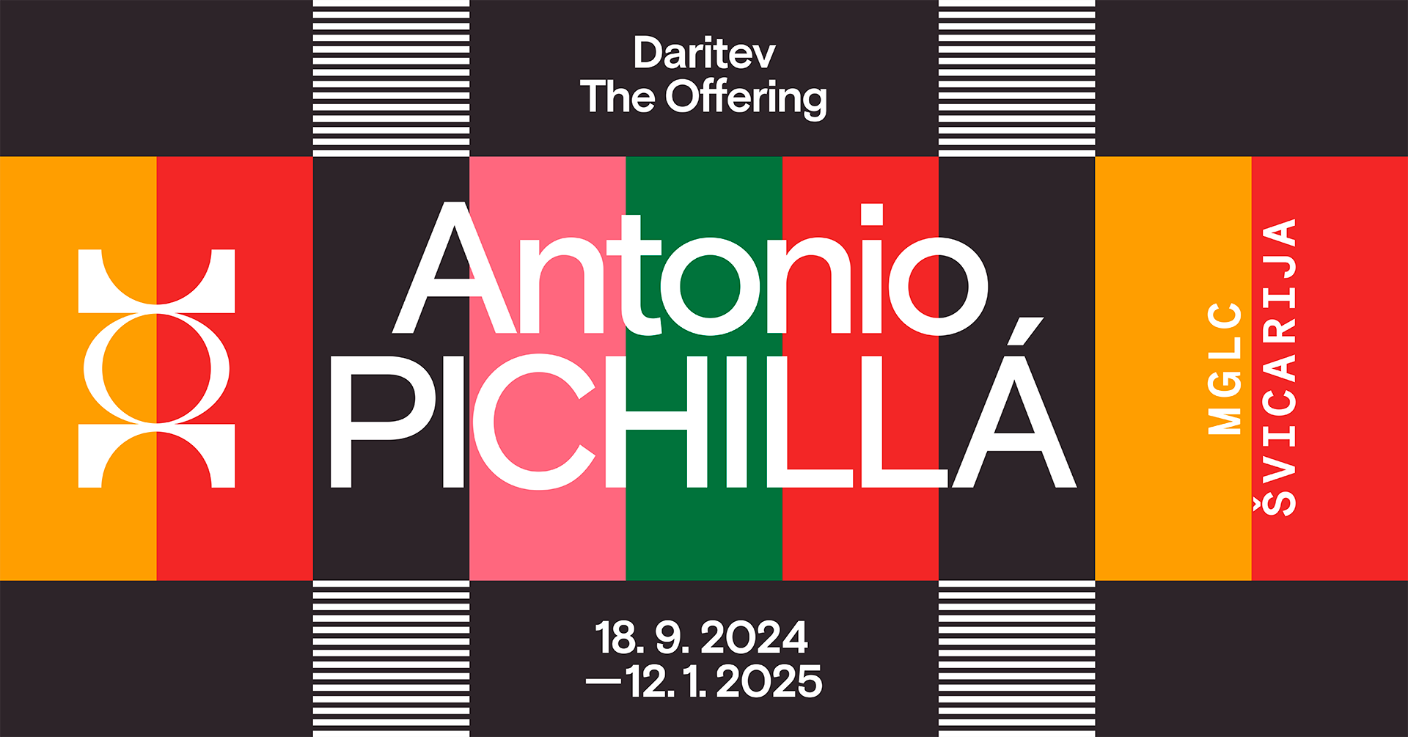 Daritev
The Offering
Antonio
PICHILLÁ
MGLC
ŠVICARIJA
18. 9. 2024
—12. 1. 2025